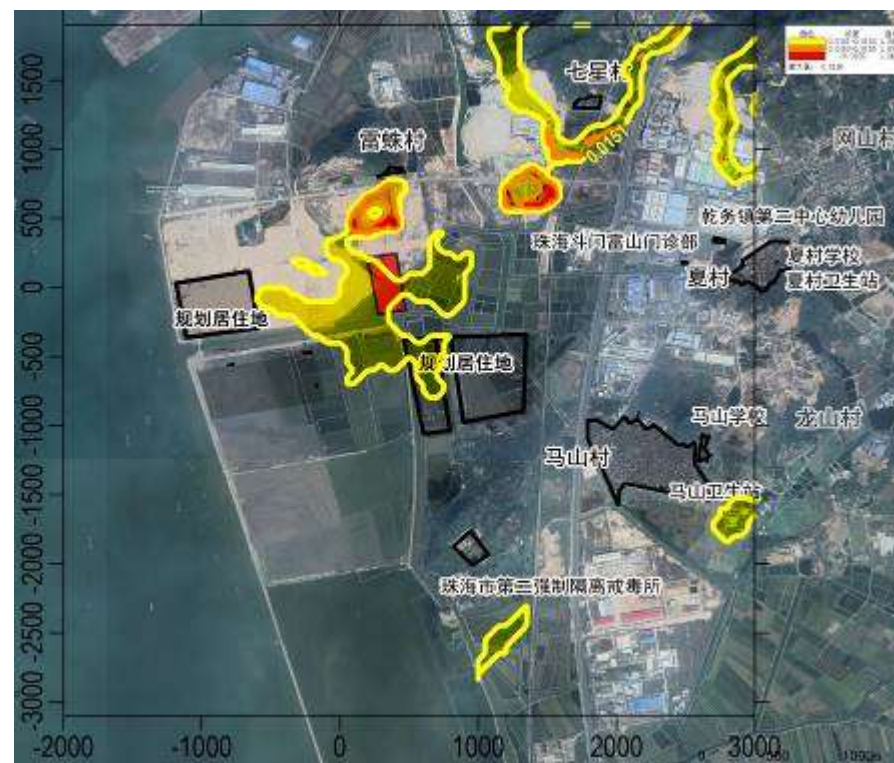 1500
1000
500
0
-500
-1000
-1500
-2000
-2500
-3000
-2000
-1000
0
1000
2000
3000
七星村
雷蛛村
0.0151
网山村
乾务镇第二中心幼儿园
珠海斗门富山门诊部
夏村学校
夏村
夏村卫生站
规划居住地
规划居住地
马山学校
龙山村
马山村
马山卫生站
珠海市第二强制隔离戒毒所